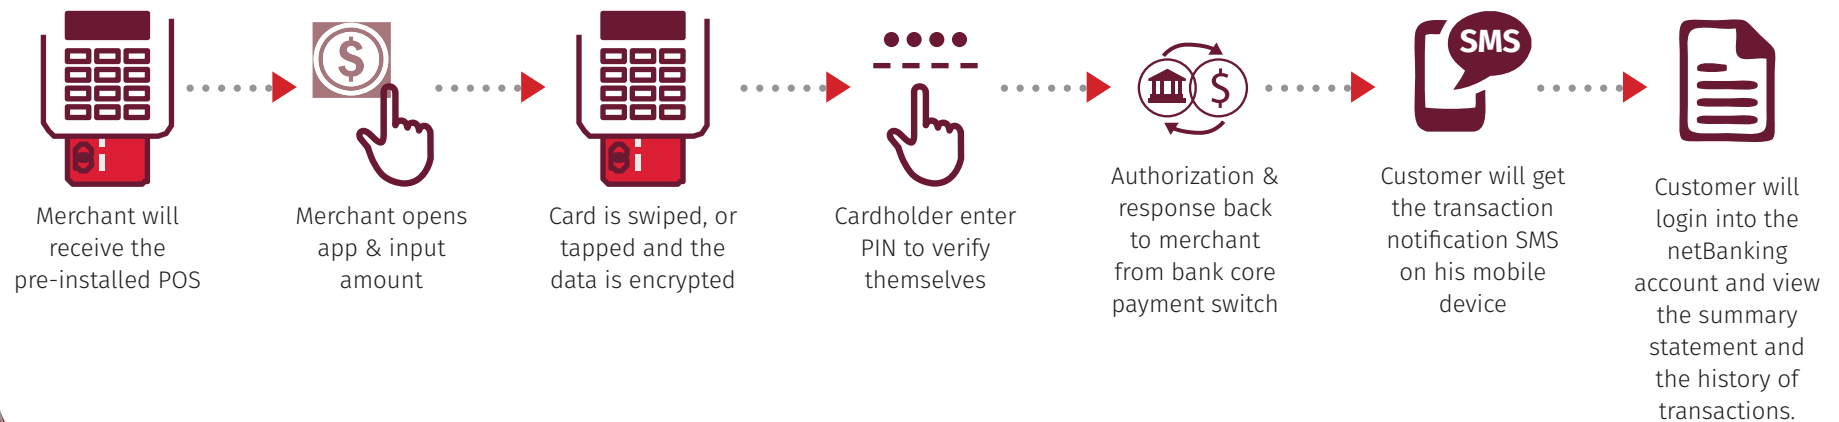 SMS
Merchant will
receive the
pre-installed POS
Merchant opens
app & input
amount
Card is swiped, or
tapped and the
data is encrypted
Cardholder enter
PIN to verify
themselves
Authorization &
response back
to merchant
from bank core
payment switch
Customer will get
the transaction
notification SMS
on his mobile
device
Customer will
login into the
netBanking
account and view
the summary
statement and
the history of
transactions.